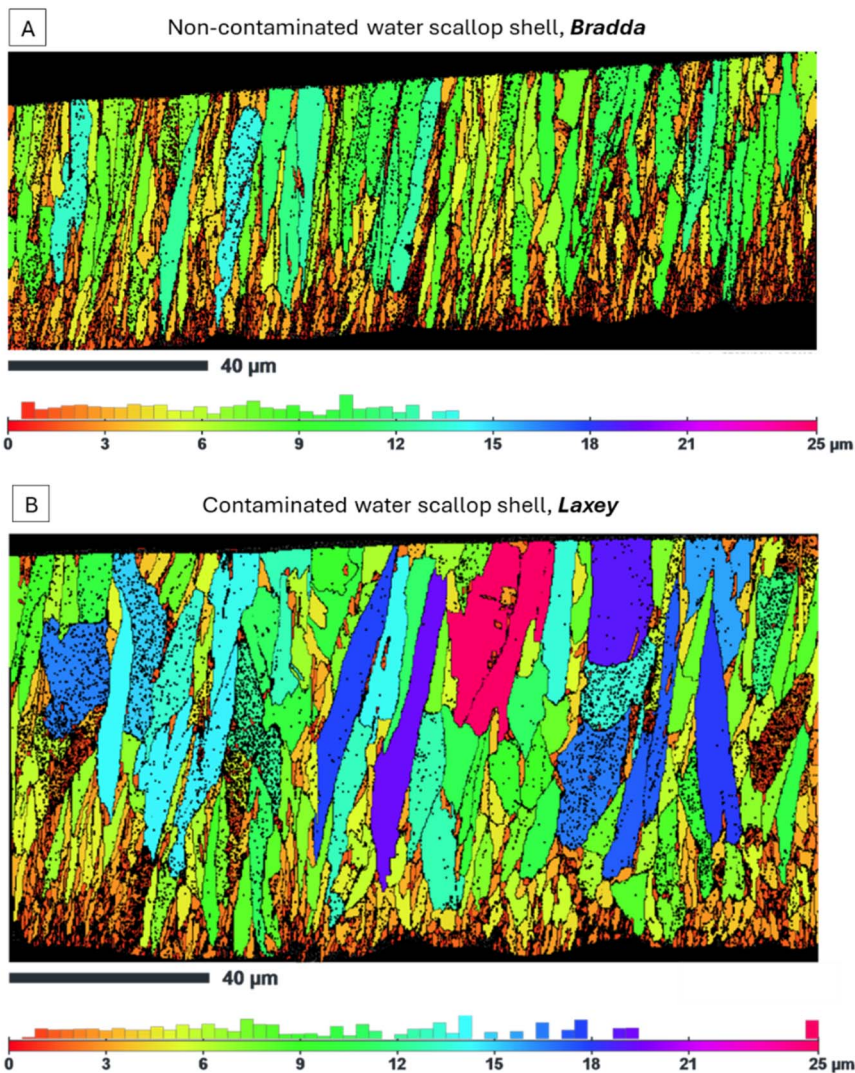 A
Non-contaminated water scallop shell, Bradda
40 µm
0 3 6 9 12 15 18 21 25 µm
B
Contaminated water scallop shell, Laxey
40 µm
0 3 6 9 12 15 18 21 25 µm